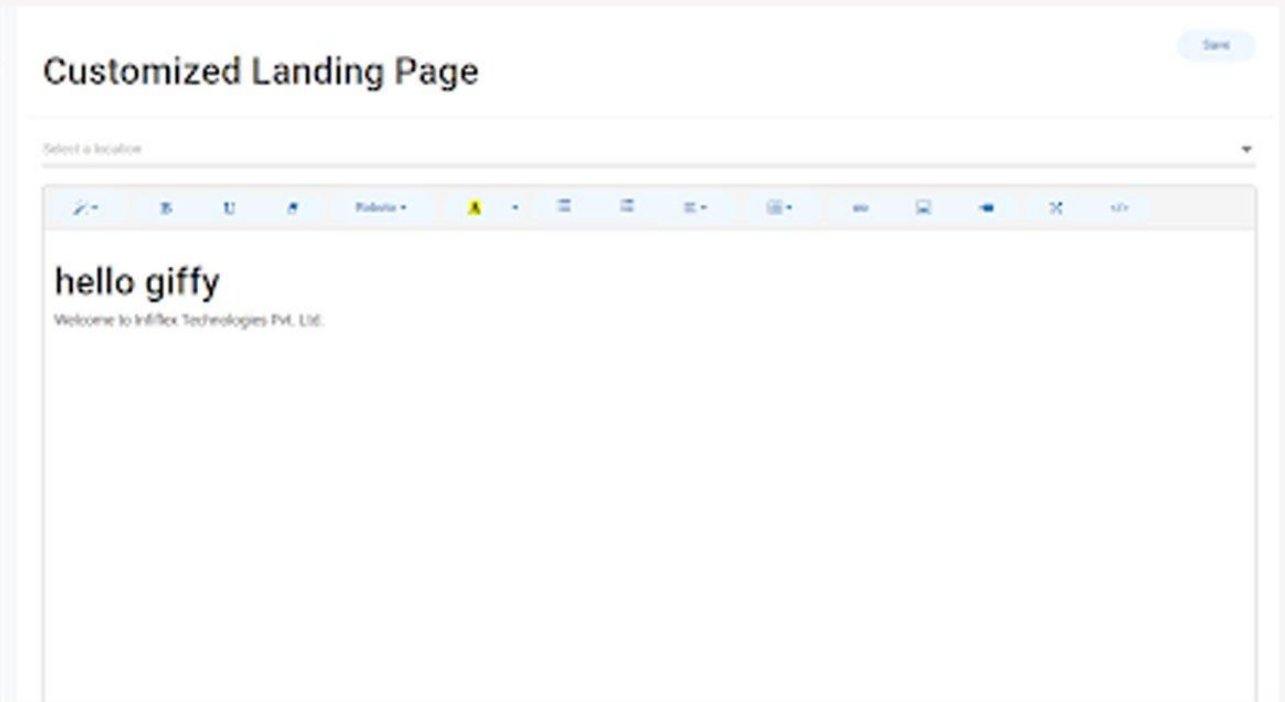 Save
Customized Landing Page
Select a location
B U Roboto A </>
hello giffy
Welcome to Infiflex Technologies Pvt. Ltd.